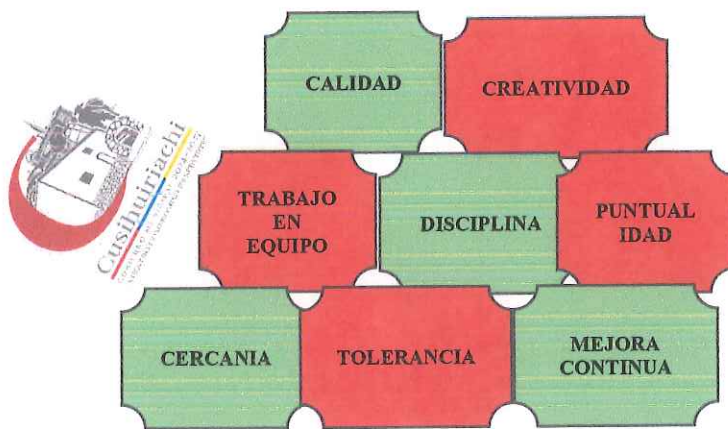 CALIDAD
CREATIVIDAD
TRABAJO
EN
EQUIPO
DISCIPLINA
PUNTUAL
IDAD
CERCANIA
TOLERANCIA
MEJORA
CONTINUA
Cusihuiriachi